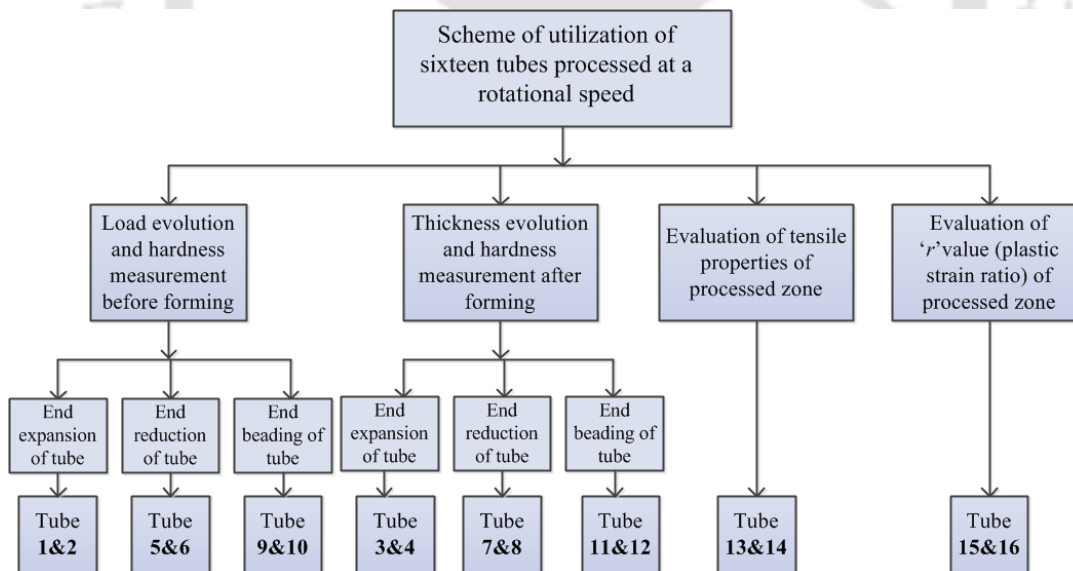 Scheme of utilization of
sixteen tubes processed at a
rotational speed
Load evolution
and hardness
measurement
before forming
Thickness evolution
and hardness
measurement after
forming
Evaluation of tensile
properties of
processed zone
Evaluation of
‘r’value (plastic
strain ratio) of
processed zone
End
expansion
of tube
End
reduction
of tube
End
beading of
tube
End
expansion
of tube
End
reduction
of tube
End
beading of
tube
Tube
1&2
Tube
5&6
Tube
9&10
Tube
3&4
Tube
7&8
Tube
11&12
Tube
13&14
Tube
15&16